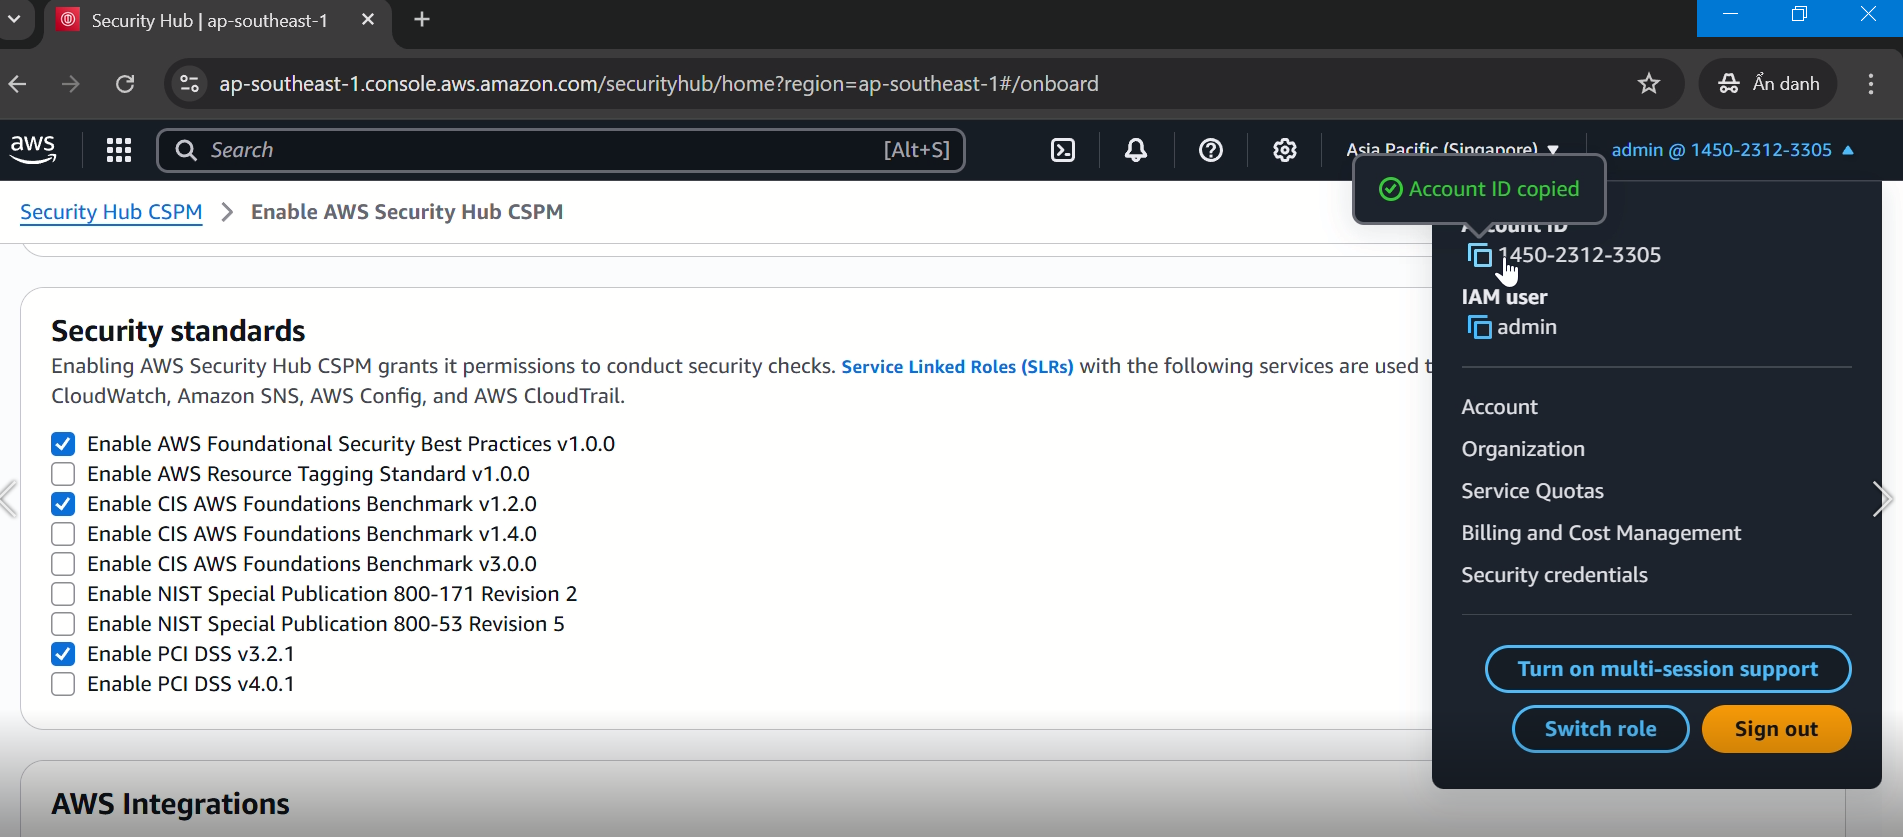 Security Hub | ap-southeast-1
ap-southeast-1.console.aws.amazon.com/securityhub/home?region=ap-southeast-1#/onboard
Ẩn danh
aws
Search
[Alt+S]
Asia Pacific (Singapore)
admin @ 1450-2312-3305
Account ID copied
Security Hub CSPM
Enable AWS Security Hub CSPM
Account ID
1450-2312-3305
IAM user
admin
Security standards
Enabling AWS Security Hub CSPM grants it permissions to conduct security checks. Service Linked Roles (SLRs) with the following services are used
CloudWatch, Amazon SNS, AWS Config, and AWS CloudTrail.
Enable AWS Foundational Security Best Practices v1.0.0
Enable AWS Resource Tagging Standard v1.0.0
Enable CIS AWS Foundations Benchmark v1.2.0
Enable CIS AWS Foundations Benchmark v1.4.0
Enable CIS AWS Foundations Benchmark v3.0.0
Enable NIST Special Publication 800-171 Revision 2
Enable NIST Special Publication 800-53 Revision 5
Enable PCI DSS v3.2.1
Enable PCI DSS v4.0.1
Account
Organization
Service Quotas
Billing and Cost Management
Security credentials
Turn on multi-session support
Switch role
Sign out
AWS Integrations